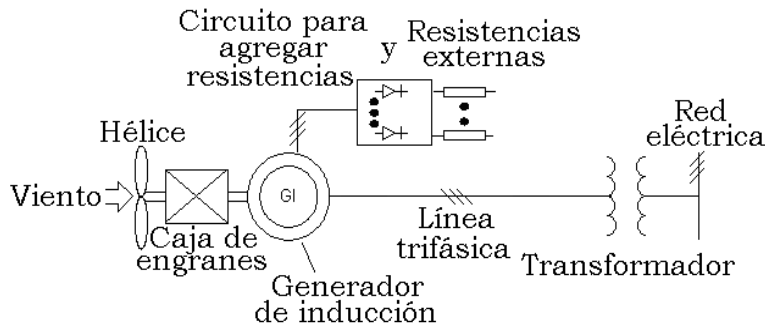 Circuito para
agregar
resistencias
y
Resistencias
externas
Red
eléctrica
Hélice
Viento
GI
Caja de
engranes
Línea
trifásica
Transformador
Generador
de inducción